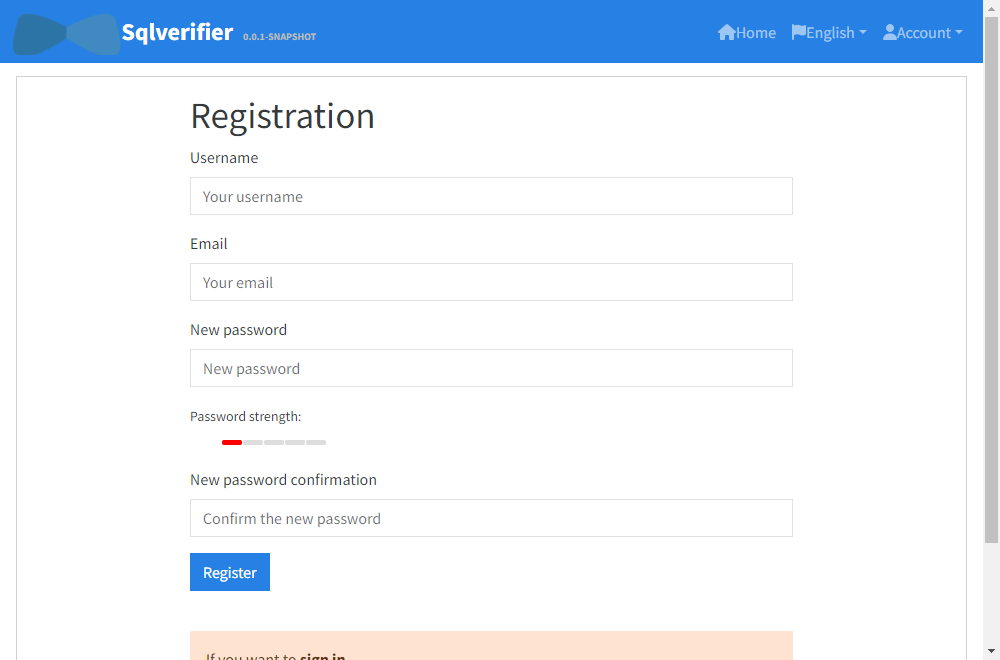 Sqlverifier 0.0.1-SNAPSHOT Home English Account
Registration
Username
Your username
Email
Your email
New password
New password
Password strength:
New password confirmation
Confirm the new password
Register
If you want to sign in